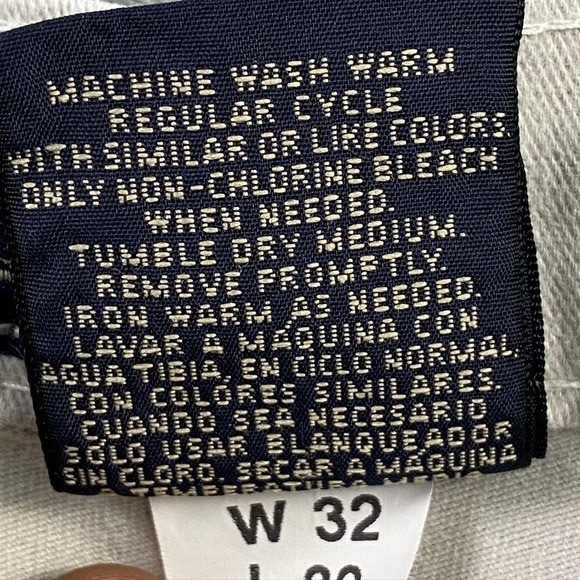 MACHINE WASH WARM
REGULAR CYCLE
WITH SIMILAR OR LIKE COLORS.
ONLY NON-CHLORINE BLEACH
WHEN NEEDED.
TUMBLE DRY MEDIUM.
REMOVE PROMPTLY.
IRON WARM AS NEEDED.
LAVAR A MAQUINA CON
AGUA TIBIA, EN CICLO NORMAL
CON COLORES SIMILARES.
CUANDO SEA NECESARIO
SOLO USAR BLANQUEADOR
SIN CLORO. SECAR A MAQUINA
W 32